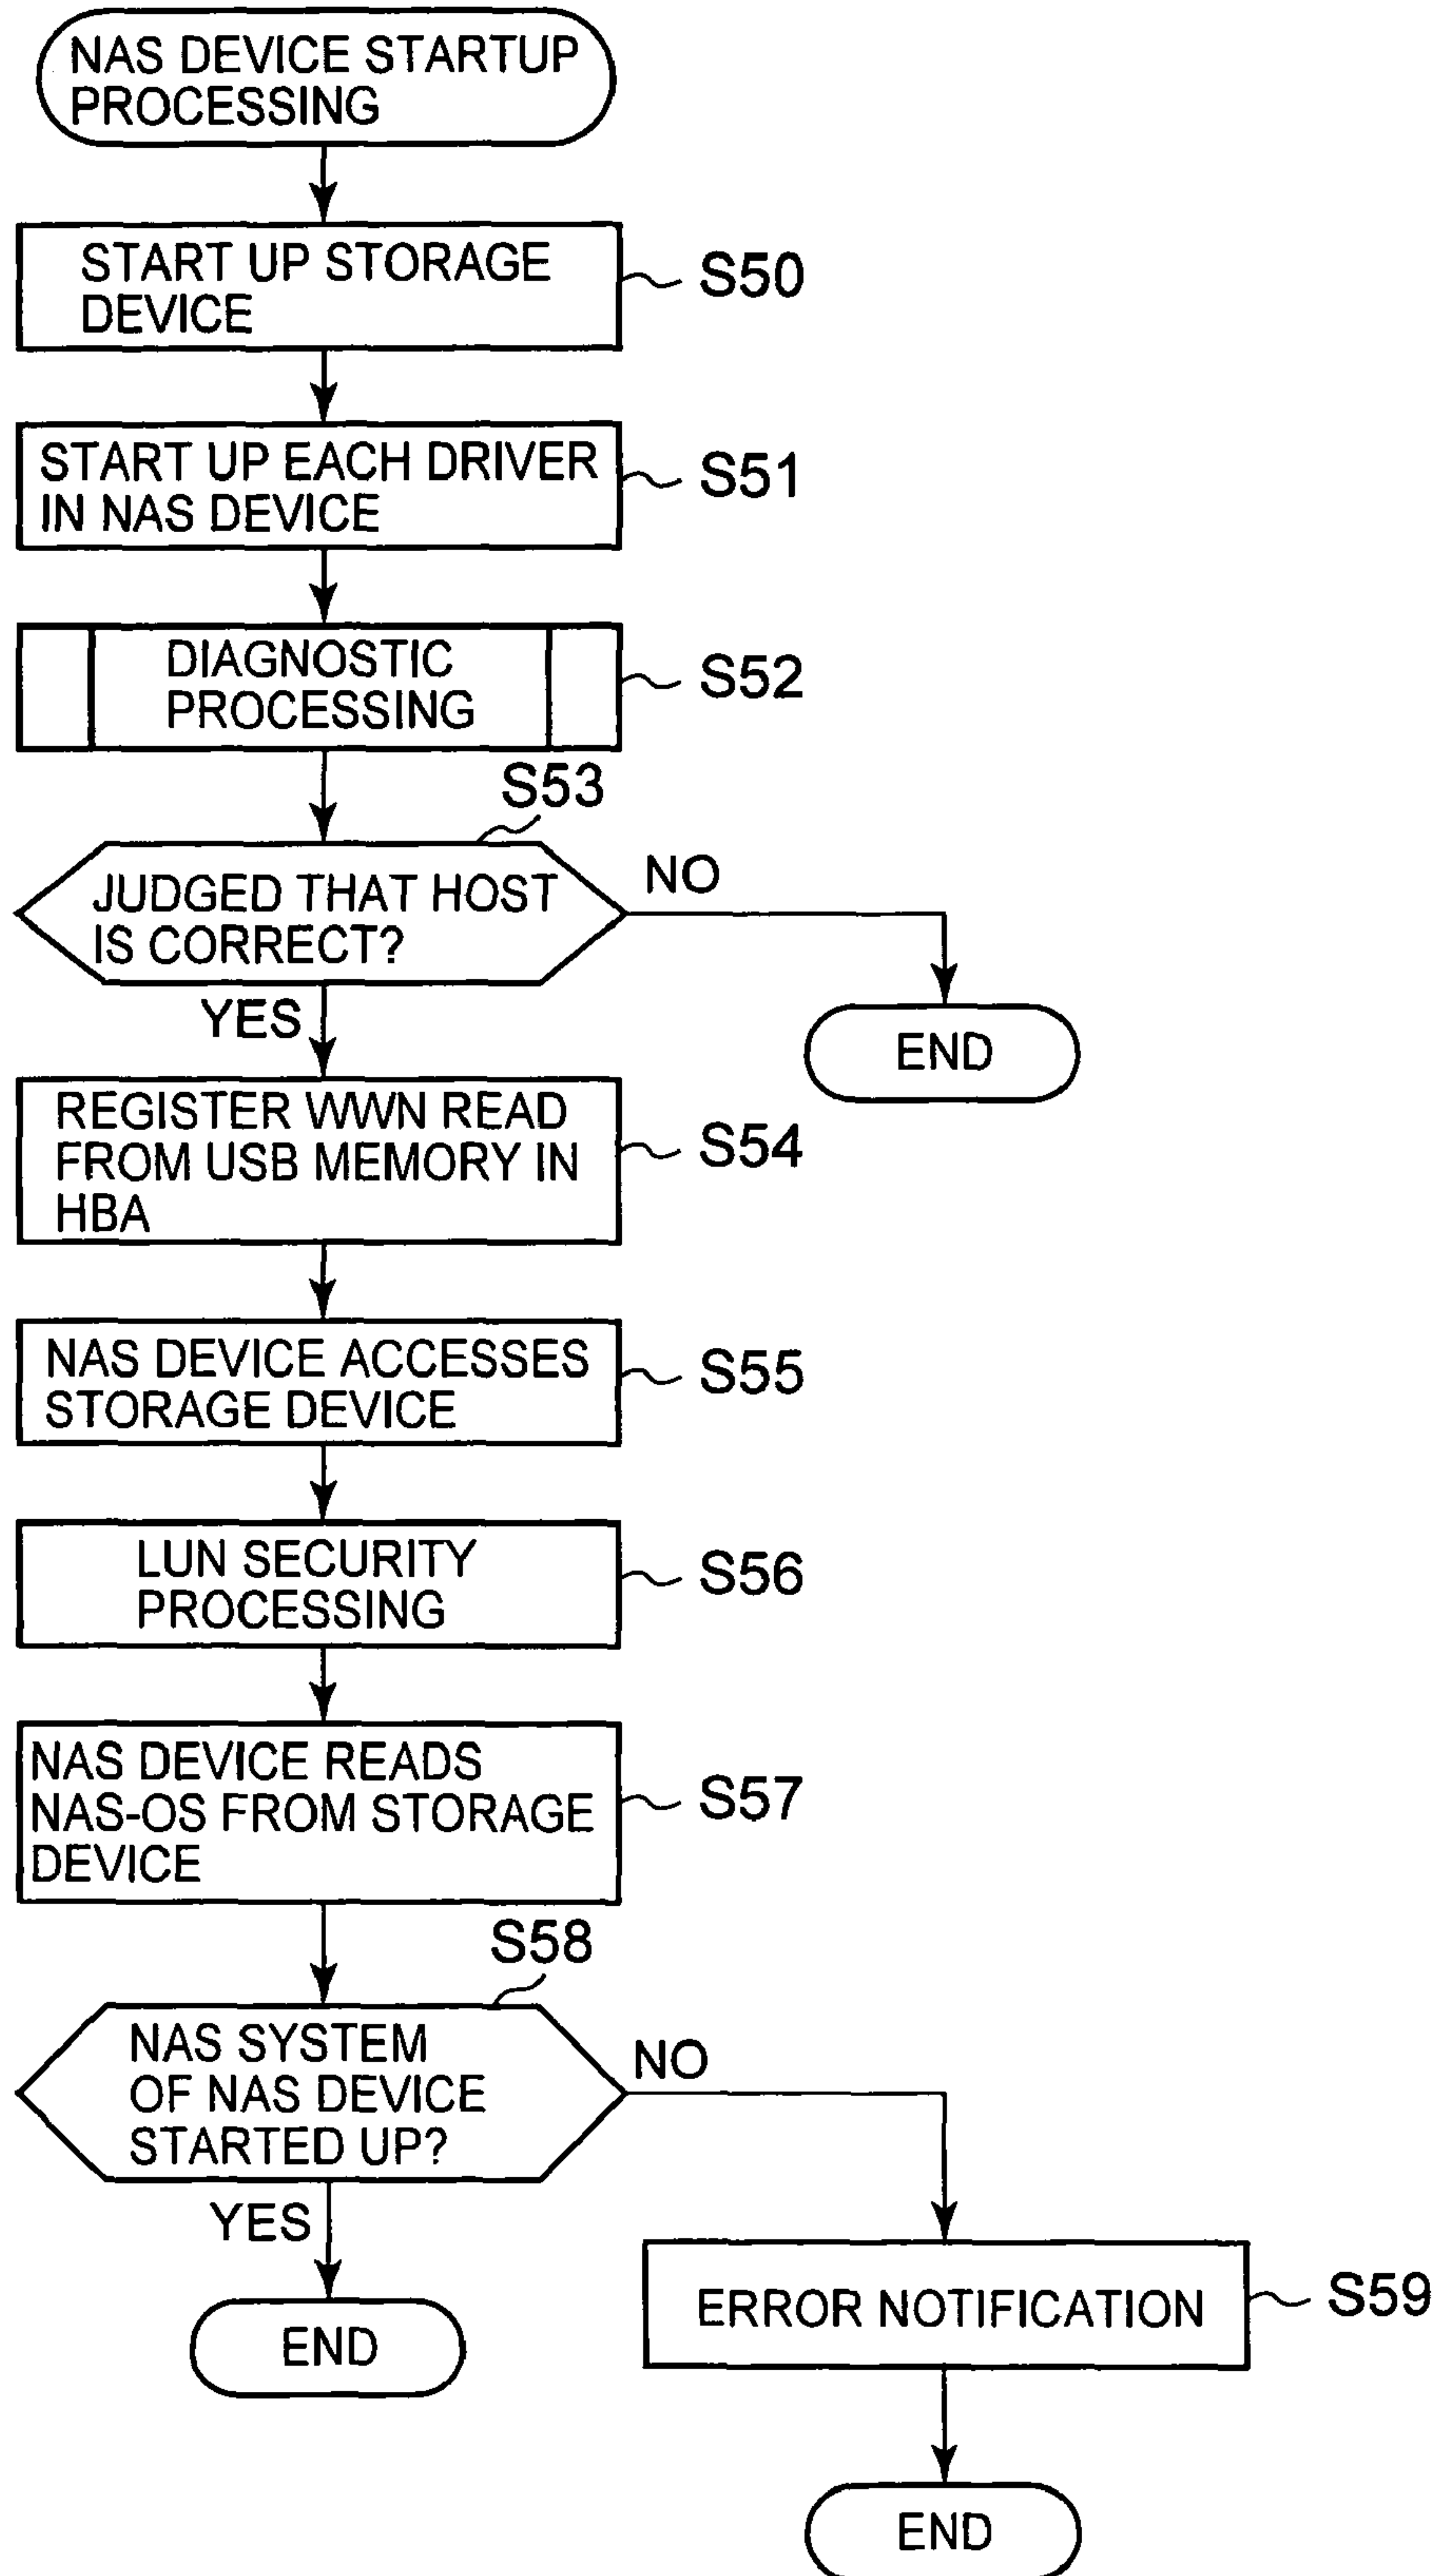 NAS DEVICE STARTUP
PROCESSING
START UP STORAGE
DEVICE
S50
START UP EACH DRIVER
IN NAS DEVICE
S51
DIAGNOSTIC
PROCESSING
S52
S53
JUDGED THAT HOST
IS CORRECT?
NO
YES
END
REGISTER WWN READ
FROM USB MEMORY IN
HBA
S54
NAS DEVICE ACCESSES
STORAGE DEVICE
S55
LUN SECURITY
PROCESSING
S56
NAS DEVICE READS
NAS-OS FROM STORAGE
DEVICE
S57
S58
NAS SYSTEM
OF NAS DEVICE
STARTED UP?
NO
YES
END
ERROR NOTIFICATION
S59
END